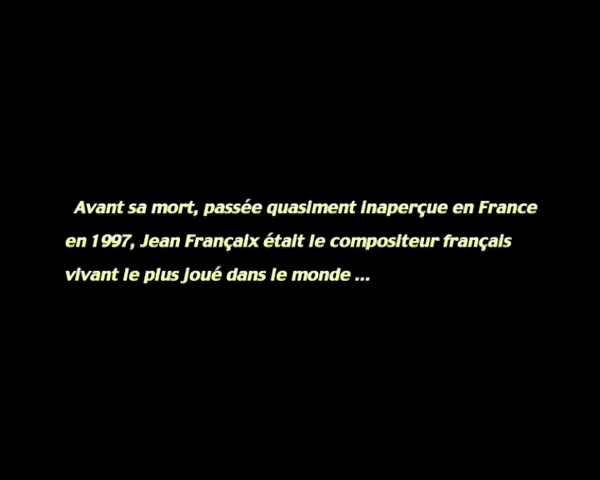 Avant sa mort, passée quasiment inaperçue en France
en 1997, Jean Françaix était le compositeur français
vivant le plus joué dans le monde ...